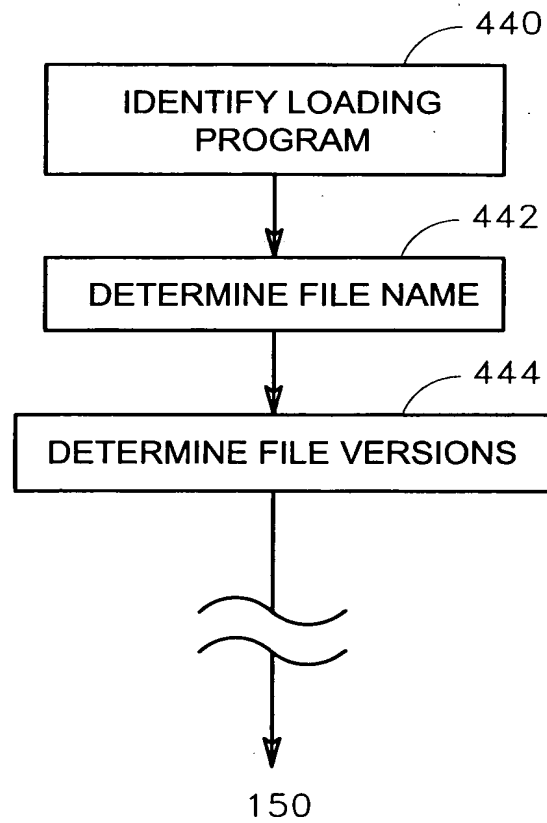 440
IDENTIFY LOADING
PROGRAM
442
DETERMINE FILE NAME
444
DETERMINE FILE VERSIONS
150